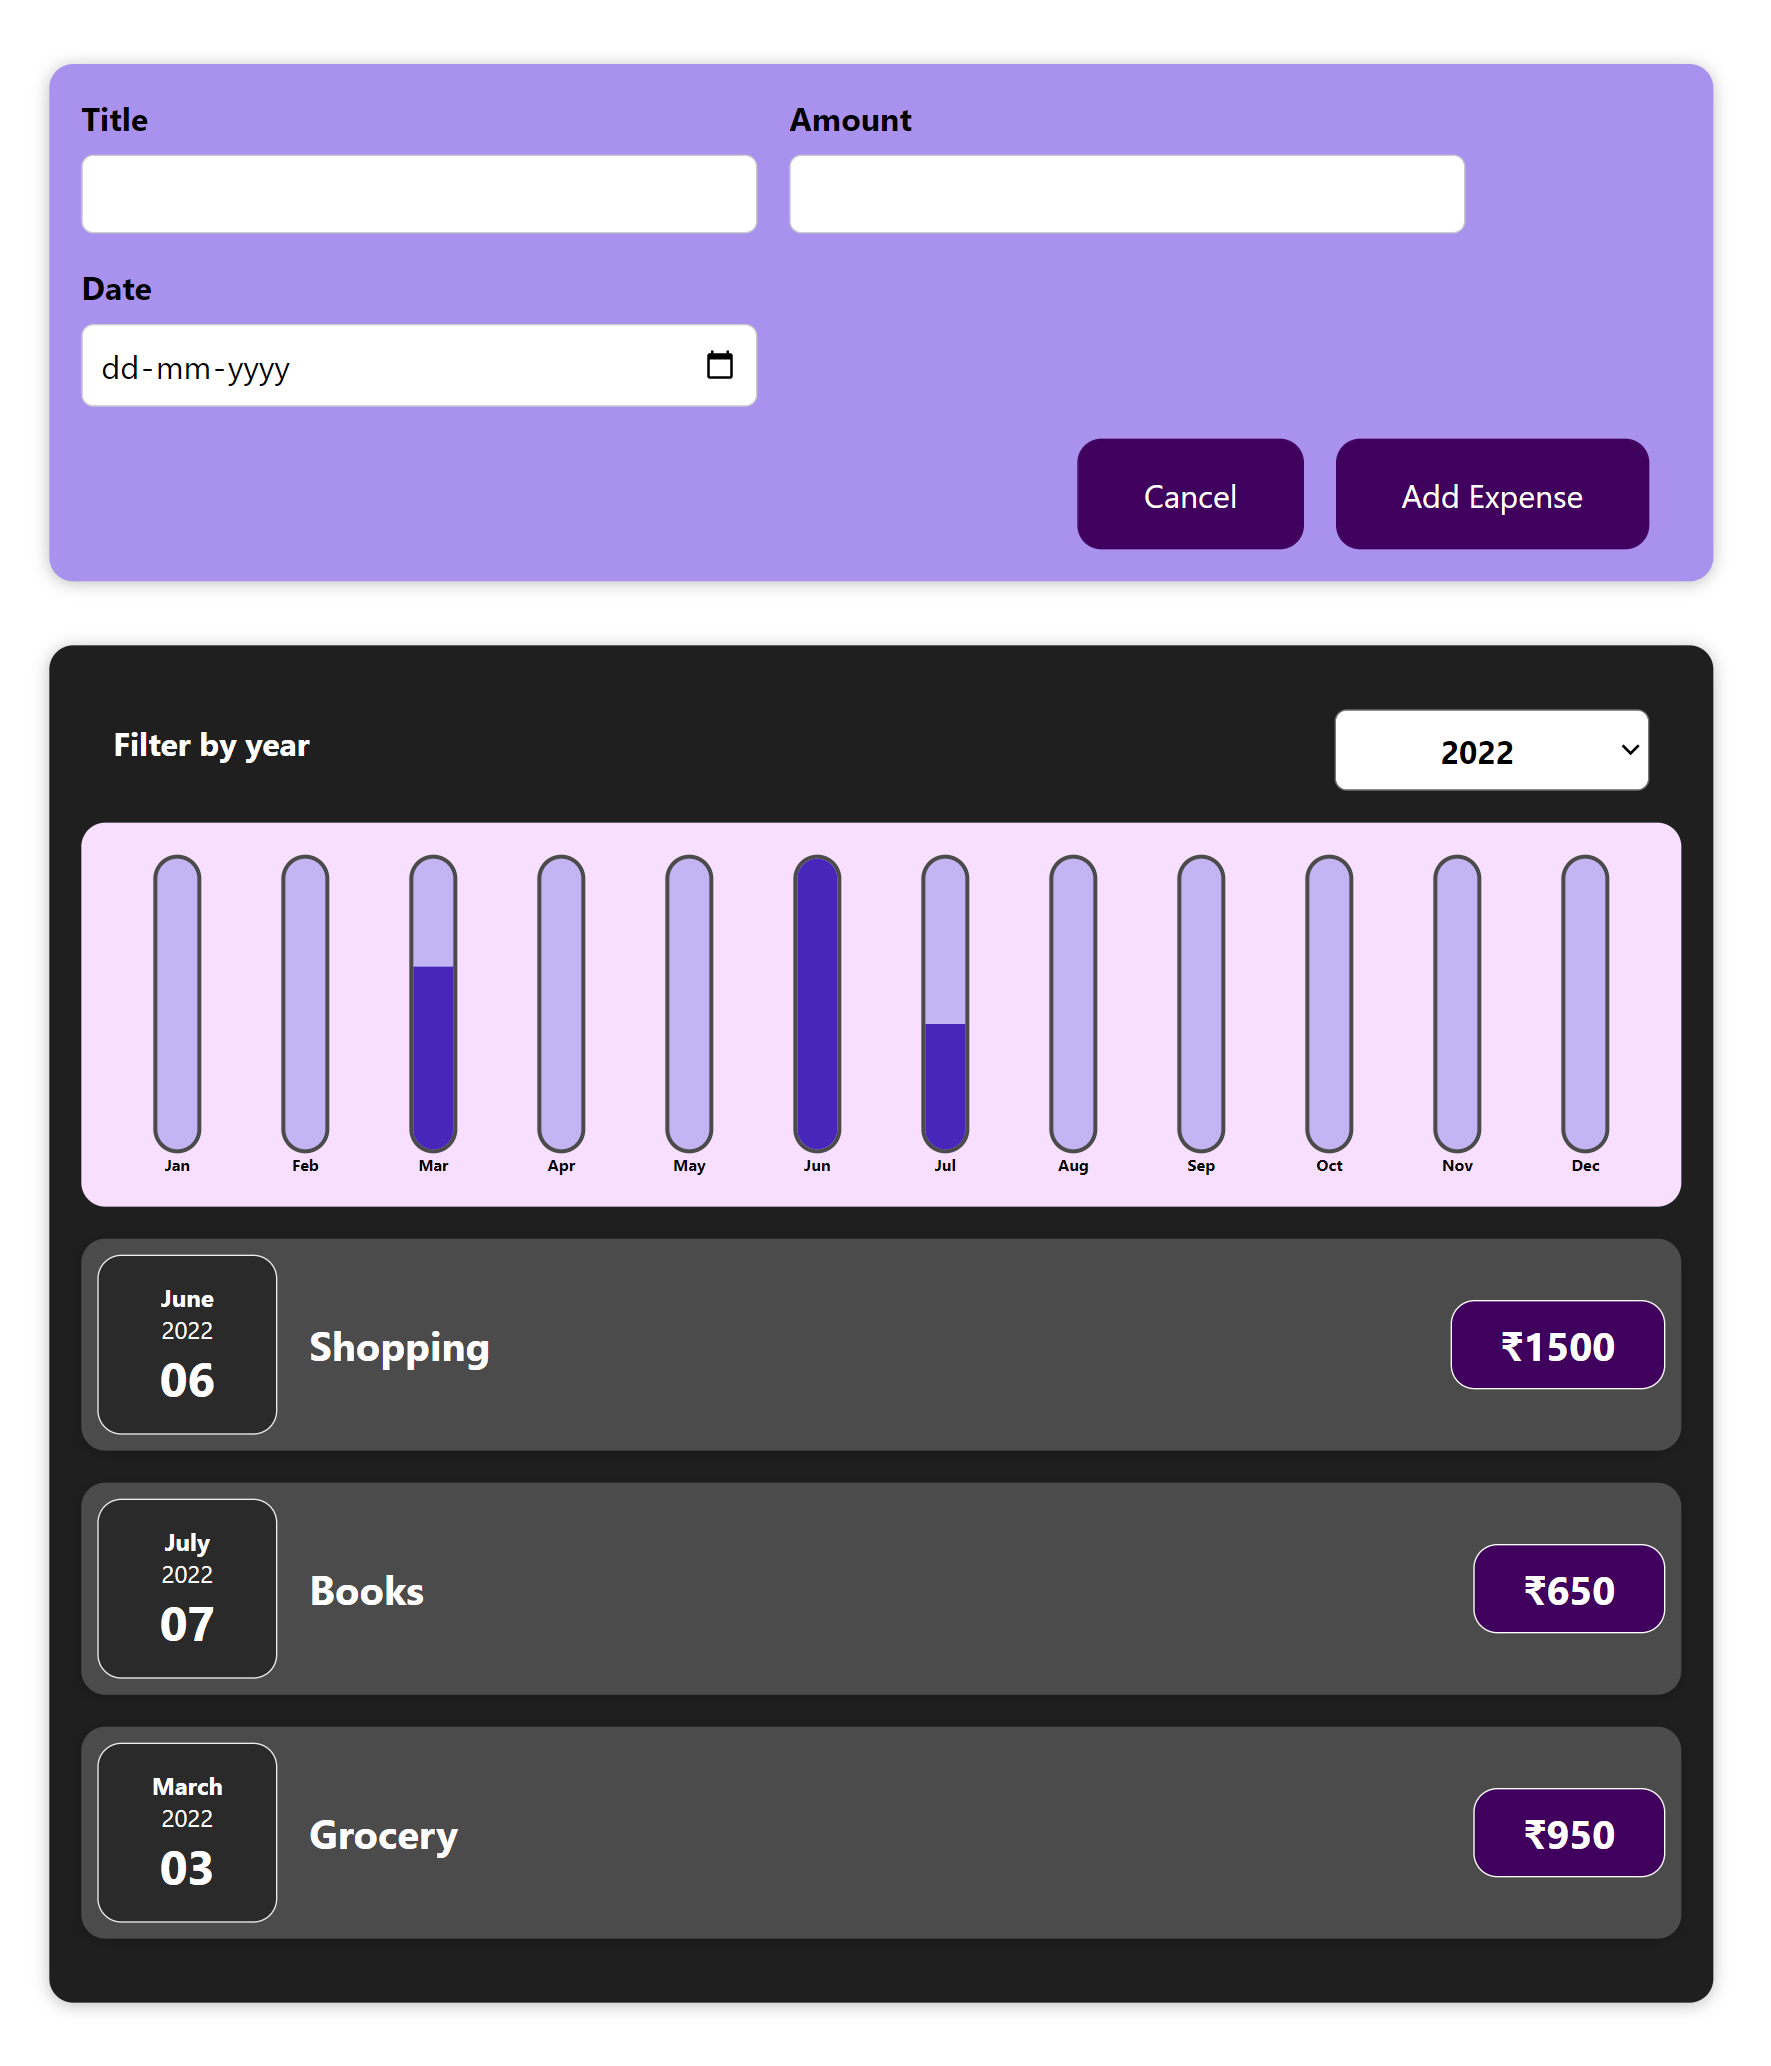 Title
Amount
Date
dd-mm-yyyy
Cancel
Add Expense
Filter by year
2022
Jan
Feb
Mar
Apr
May
Jun
Jul
Aug
Sep
Oct
Nov
Dec
June
2022
06
Shopping
₹1500
July
2022
07
Books
₹650
March
2022
03
Grocery
₹950